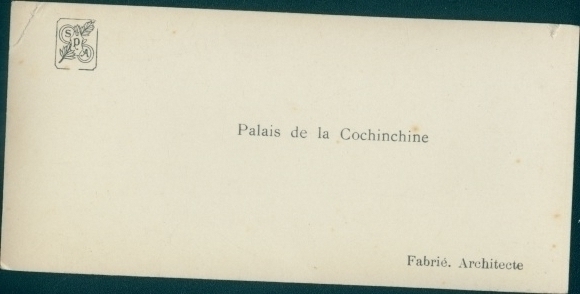 S P A
Palais de la Cochinchine
Fabrié. Architecte